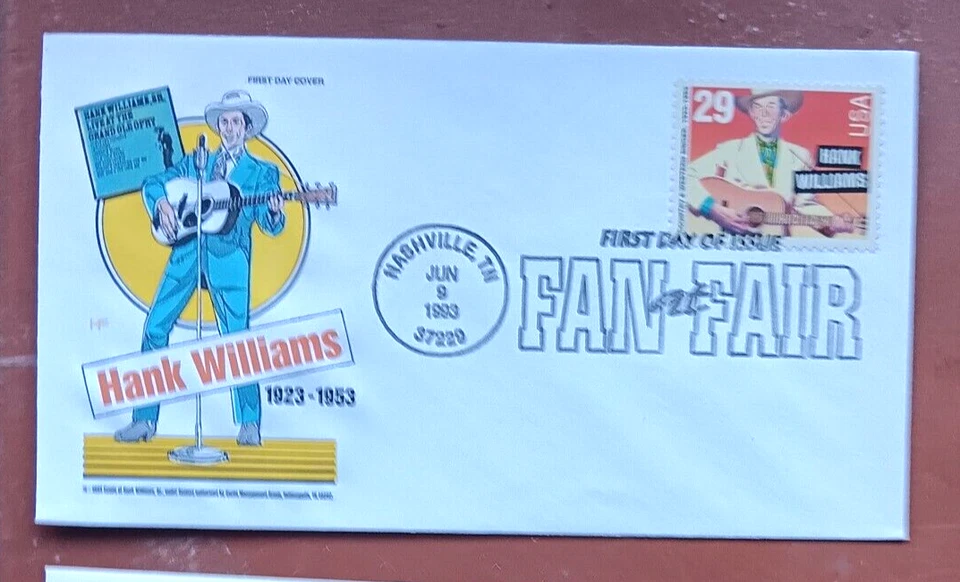 FIRST DAY COVER
HANK WILLIAMS, SR.
LIVE AT THE
GRAND OLE OPRY
Hank Williams
1923-1953
29
USA
HANK
WILLIAMS
FIRST DAY OF ISSUE
FAN FAIR
NASHVILLE, TN
JUN
9
1993
37229